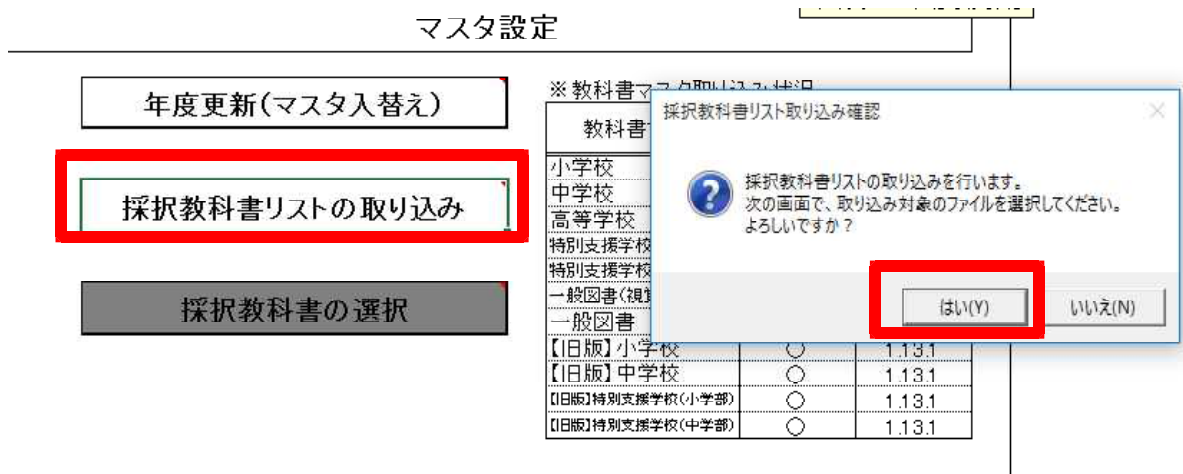 マスタ設定
年度更新(マスタ入替え)
採択教科書リストの取り込み
採択教科書の選択
※教科書マスタ取り込み状況
教科書
小学校
中学校
高等学校
特別支援学校
特別支援学校
一般図書(視
一般図書
【旧版】小学校 ○ 1.13.1
【旧版】中学校 ○ 1.13.1
【旧版】特別支援学校(小学部) ○ 1.13.1
【旧版】特別支援学校(中学部) ○ 1.13.1
採択教科書リスト取り込み確認
採択教科書リストの取り込みを行います。
次の画面で、取り込み対象のファイルを選択してください。
よろしいですか？
はい(Y)
いいえ(N)